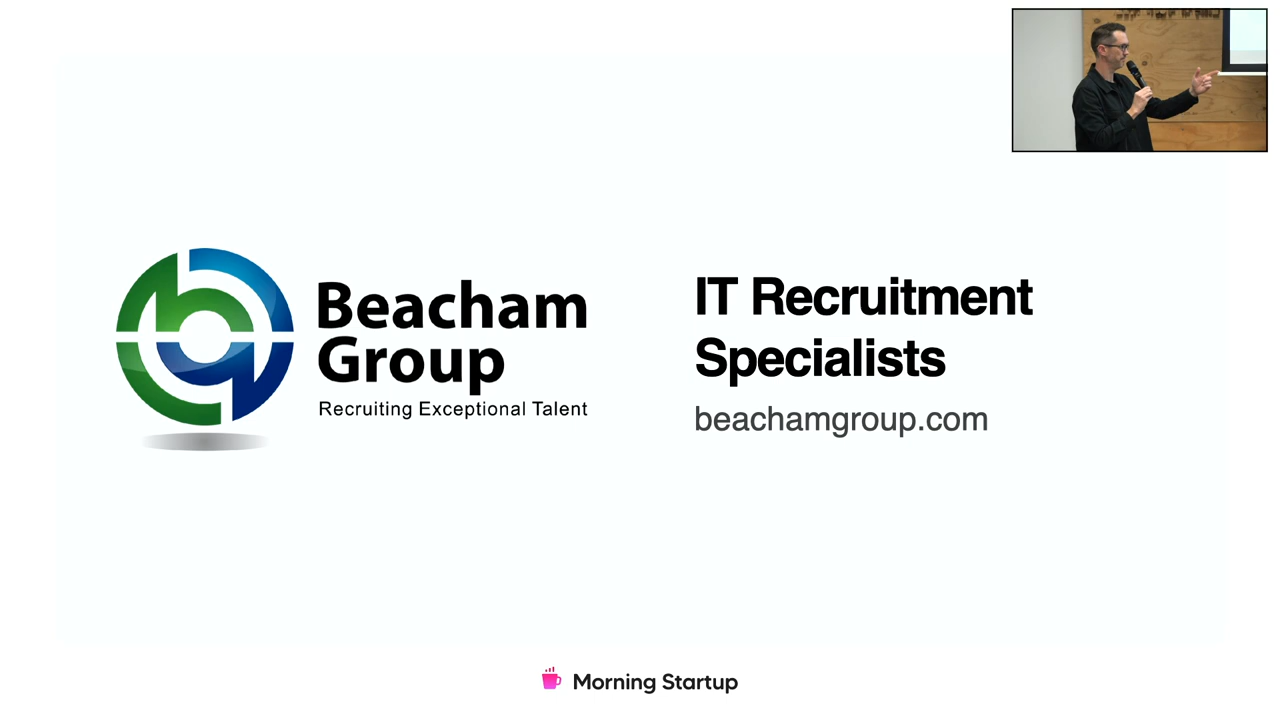 Beacham
Group
Recruiting Exceptional Talent
IT Recruitment
Specialists
beachamgroup.com
Morning Startup